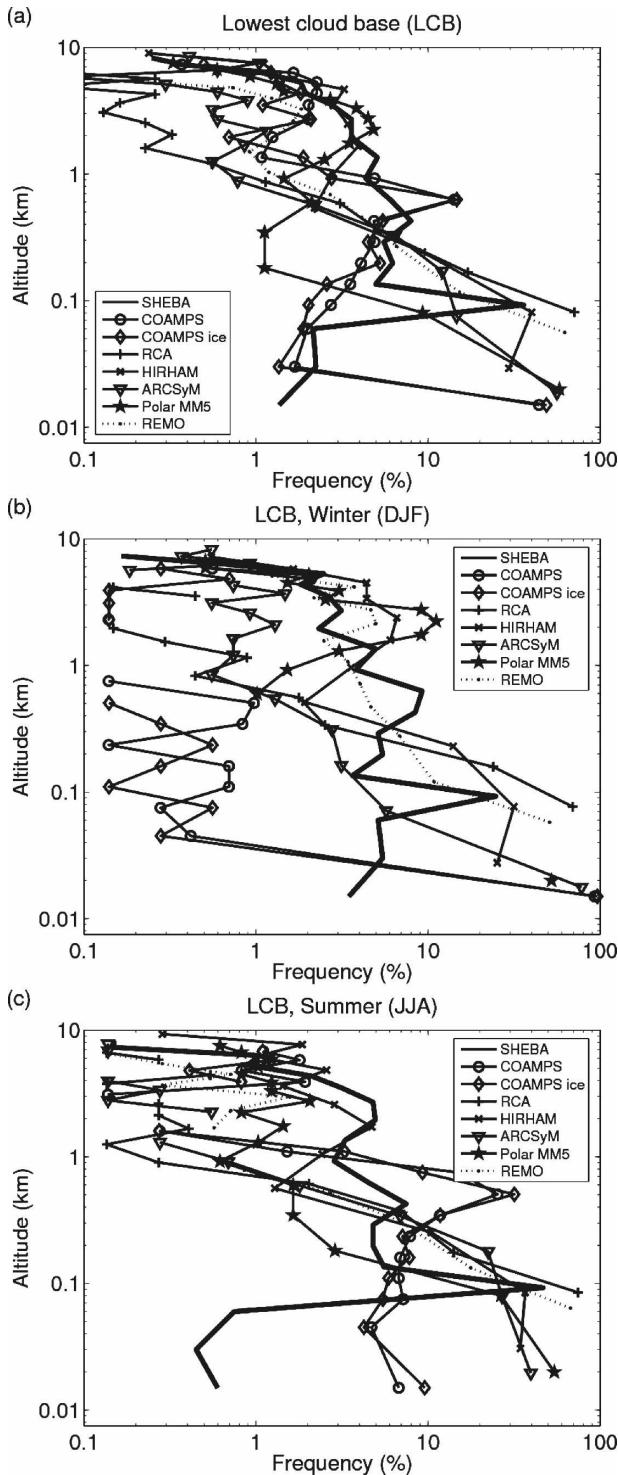 (a)
Lowest cloud base (LCB)
10
1
0.1
0.01
Altitude (km)
SHEBA
COAMPS
COAMPS ice
RCA
HIRHAM
ARCSyM
Polar MM5
REMO
0.1
1
10
100
Frequency (%)
(b)
LCB, Winter (DJF)
10
1
0.1
0.01
Altitude (km)
SHEBA
COAMPS
COAMPS ice
RCA
HIRHAM
ARCSyM
Polar MM5
REMO
0.1
1
10
100
Frequency (%)
(c)
LCB, Summer (JJA)
10
1
0.1
0.01
Altitude (km)
SHEBA
COAMPS
COAMPS ice
RCA
HIRHAM
ARCSyM
Polar MM5
REMO
0.1
1
10
100
Frequency (%)